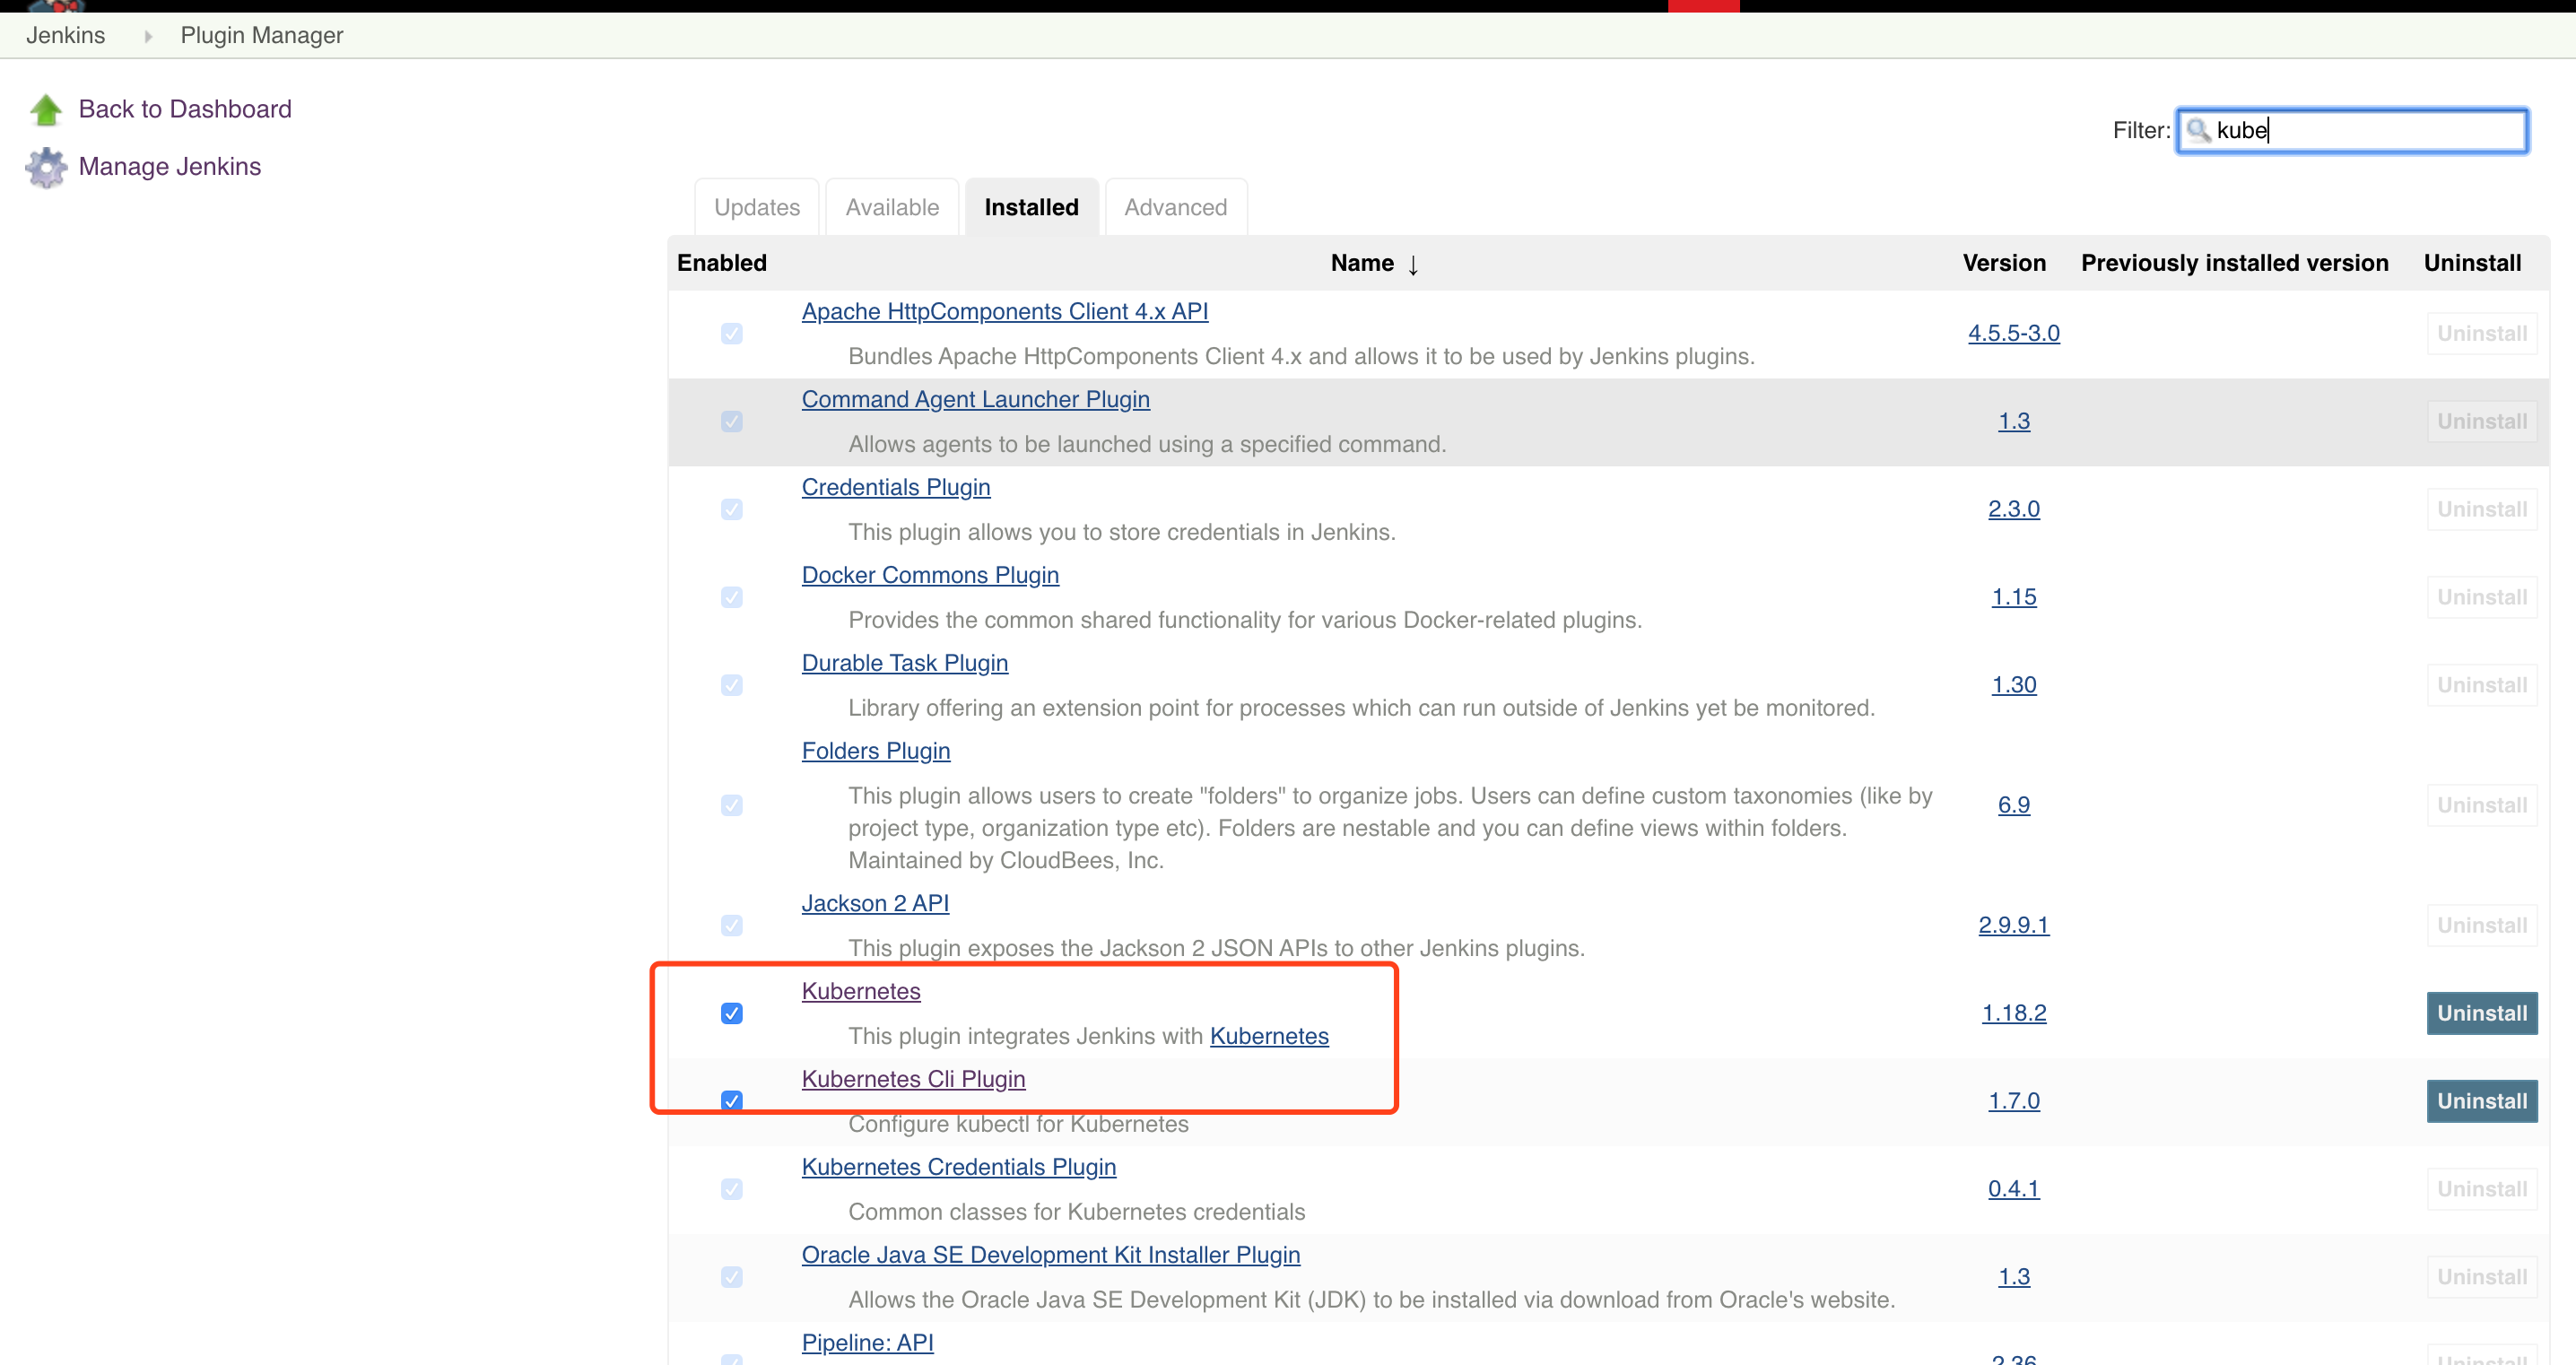 Jenkins Plugin Manager
Back to Dashboard
Manage Jenkins
Filter: kube
Updates Available Installed Advanced
Enabled Name ↓ Version Previously installed version Uninstall
Apache HttpComponents Client 4.x API
Bundles Apache HttpComponents Client 4.x and allows it to be used by Jenkins plugins.
4.5.5-3.0 Uninstall
Command Agent Launcher Plugin
Allows agents to be launched using a specified command.
1.3 Uninstall
Credentials Plugin
This plugin allows you to store credentials in Jenkins.
2.3.0 Uninstall
Docker Commons Plugin
Provides the common shared functionality for various Docker-related plugins.
1.15 Uninstall
Durable Task Plugin
Library offering an extension point for processes which can run outside of Jenkins yet be monitored.
1.30 Uninstall
Folders Plugin
This plugin allows users to create "folders" to organize jobs. Users can define custom taxonomies (like by
project type, organization type etc). Folders are nestable and you can define views within folders.
Maintained by CloudBees, Inc.
6.9 Uninstall
Jackson 2 API
This plugin exposes the Jackson 2 JSON APIs to other Jenkins plugins.
2.9.9.1 Uninstall
Kubernetes
This plugin integrates Jenkins with Kubernetes
1.18.2 Uninstall
Kubernetes Cli Plugin
Configure kubectl for Kubernetes
1.7.0 Uninstall
Kubernetes Credentials Plugin
Common classes for Kubernetes credentials
0.4.1 Uninstall
Oracle Java SE Development Kit Installer Plugin
Allows the Oracle Java SE Development Kit (JDK) to be installed via download from Oracle's website.
1.3 Uninstall
Pipeline: API
2.36 Uninstall